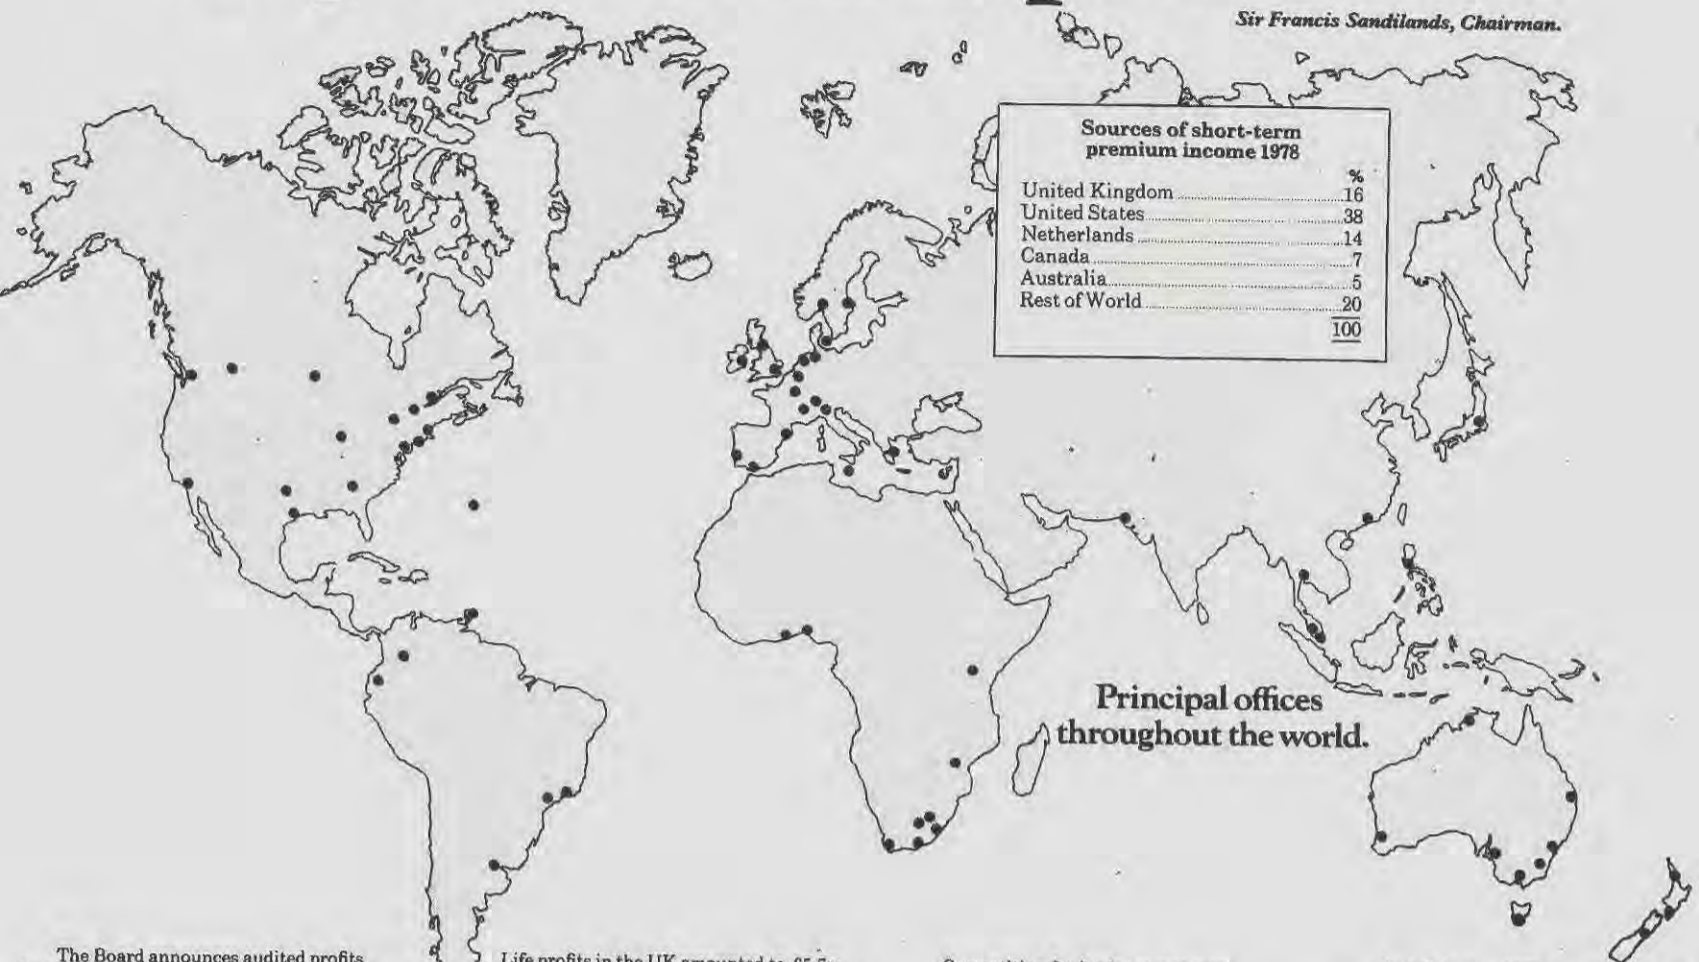 Sir Francis Sandilands, Chairman.
Sources of short-term
premium income 1978
%
United Kingdom 16
United States 38
Netherlands 14
Canada 7
Australia 5
Rest of World 20
100
Principal offices
throughout the world.
The Board announces audited profits
Life profits in the UK amounted to